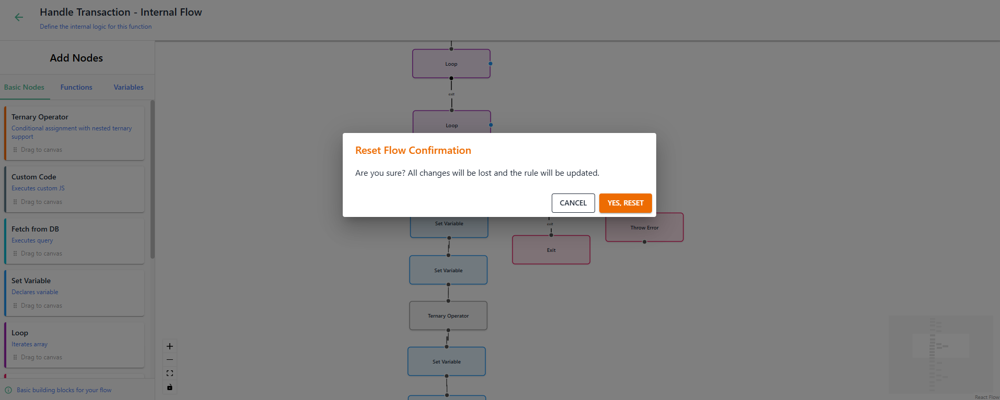 Handle Transaction - Internal Flow
Define the internal logic for this function
Add Nodes
Basic Nodes
Functions
Variables
Ternary Operator
Conditional assignment with nested ternary
support
Drag to canvas
Custom Code
Executes custom JS
Drag to canvas
Fetch from DB
Executes query
Drag to canvas
Set Variable
Declares variable
Drag to canvas
Loop
Iterates array
Drag to canvas
Basic building blocks for your flow
Loop
exit
Loop
Reset Flow Confirmation
Are you sure? All changes will be lost and the rule will be updated.
CANCEL
YES, RESET
Set Variable
exit
Throw Error
Exit
Set Variable
Ternary Operator
Set Variable
React Flow